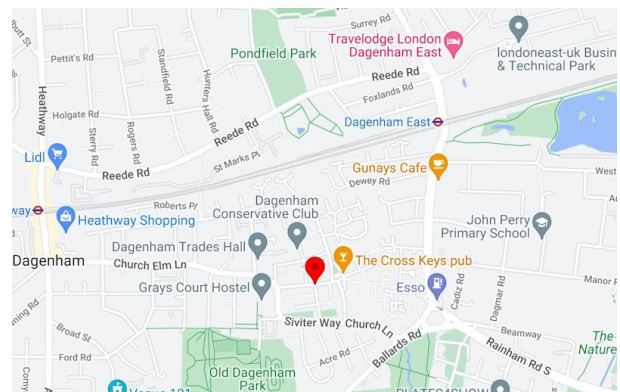 Surrey Rd
Pettit's Rd
Pondfield Park
Travelodge London
Dagenham East
londoneast-uk Busin
& Technical Park
Heathway
Standfield Rd
Hunters Hall Rd
Reede Rd
Foxlands Rd
Holgate Rd
Sterry Rd
Rogers Rd
Reede Rd
Dagenham East
Lidl
St Marks Pl
Reede Rd
Gunays Cafe
Dewey Rd
way
Roberts Pl
Heathway Shopping
Dagenham
Conservative Club
John Perry
Primary School
Dagenham Trades Hall
Dagenham
Church Elm Ln
The Cross Keys pub
Grays Court Hostel
Esso
Manor R
Cadiz Rd
Dagmar Rd
Broad St
Siviter Way
Church Ln
Beamway
The
Nature
Ford Rd
Acre Rd
Ballards Rd
Rainham Rd S
Old Dagenham
Park